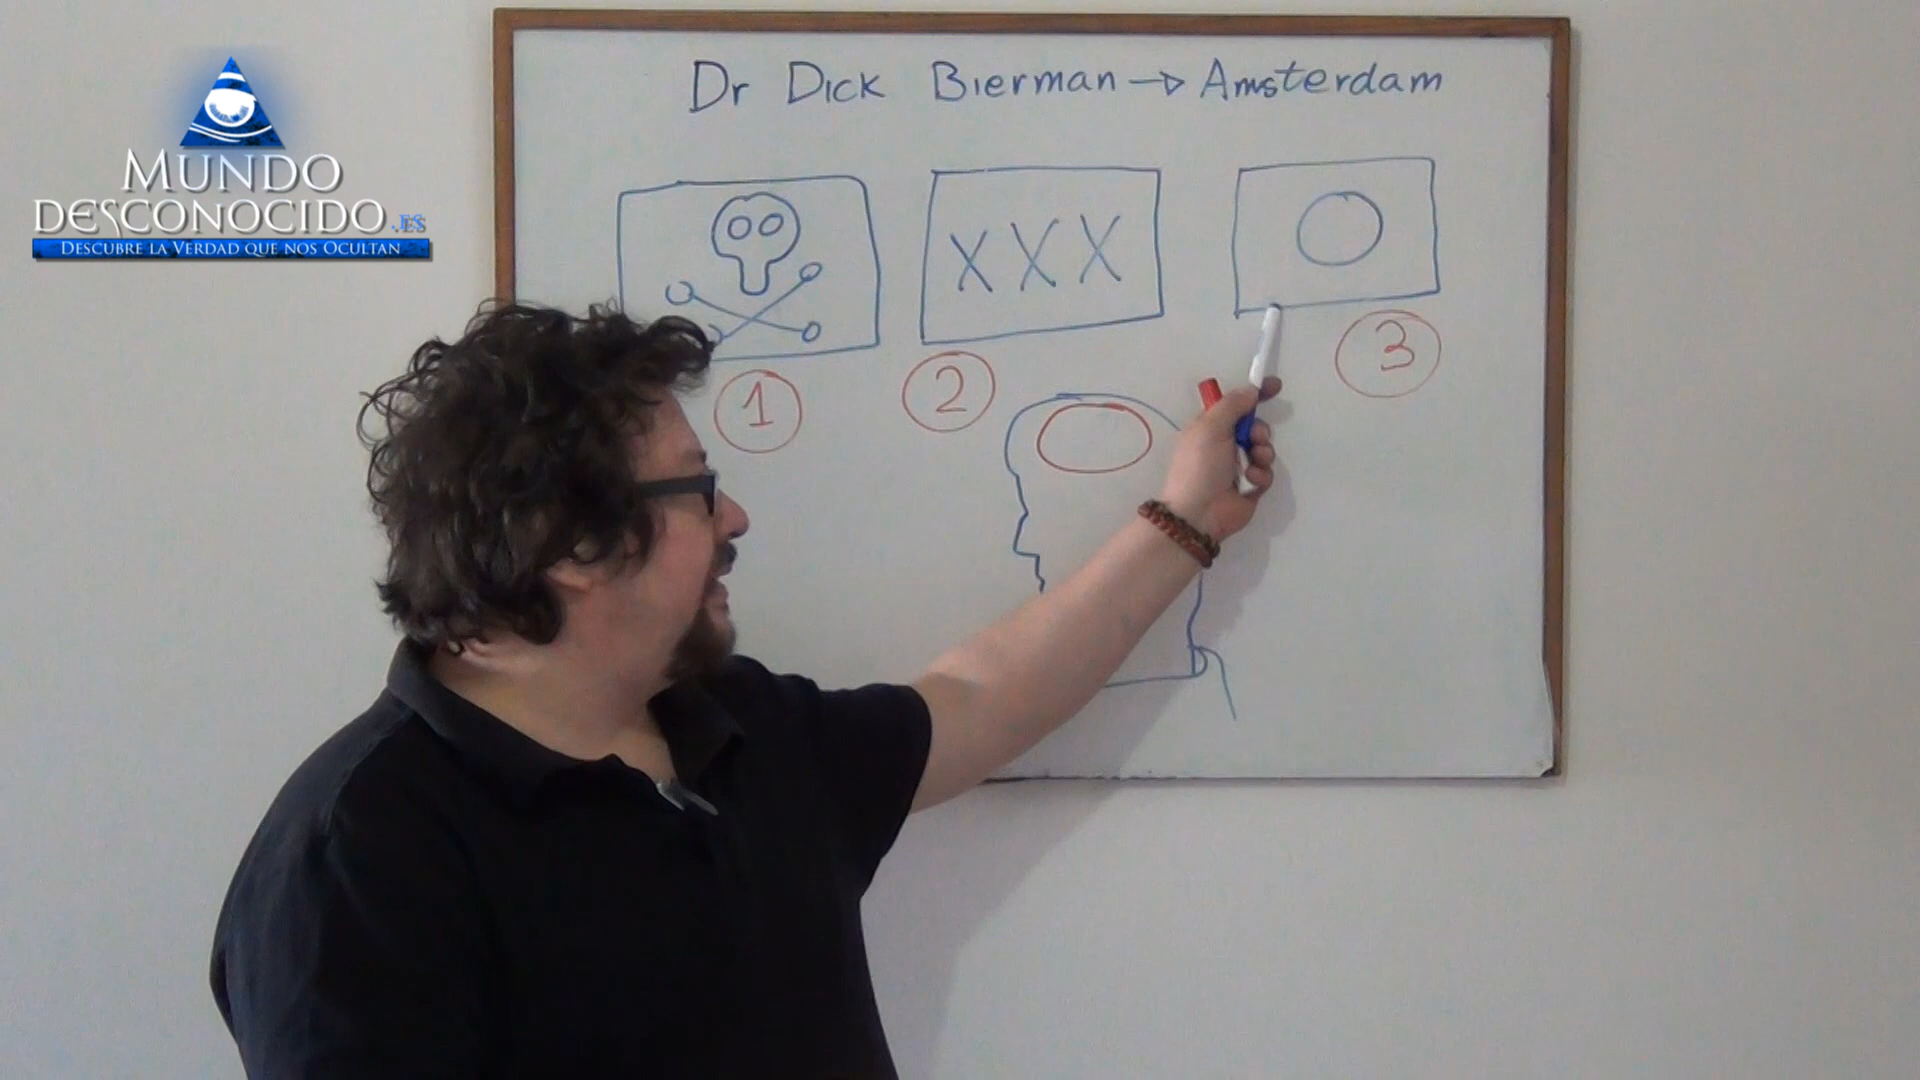 MUNDO
DESCONOCIDO.ES
DESCUBRE LA VERDAD QUE NOS OCULTAN
Dr Dick Bierman → Amsterdam
XXX
1
2
3